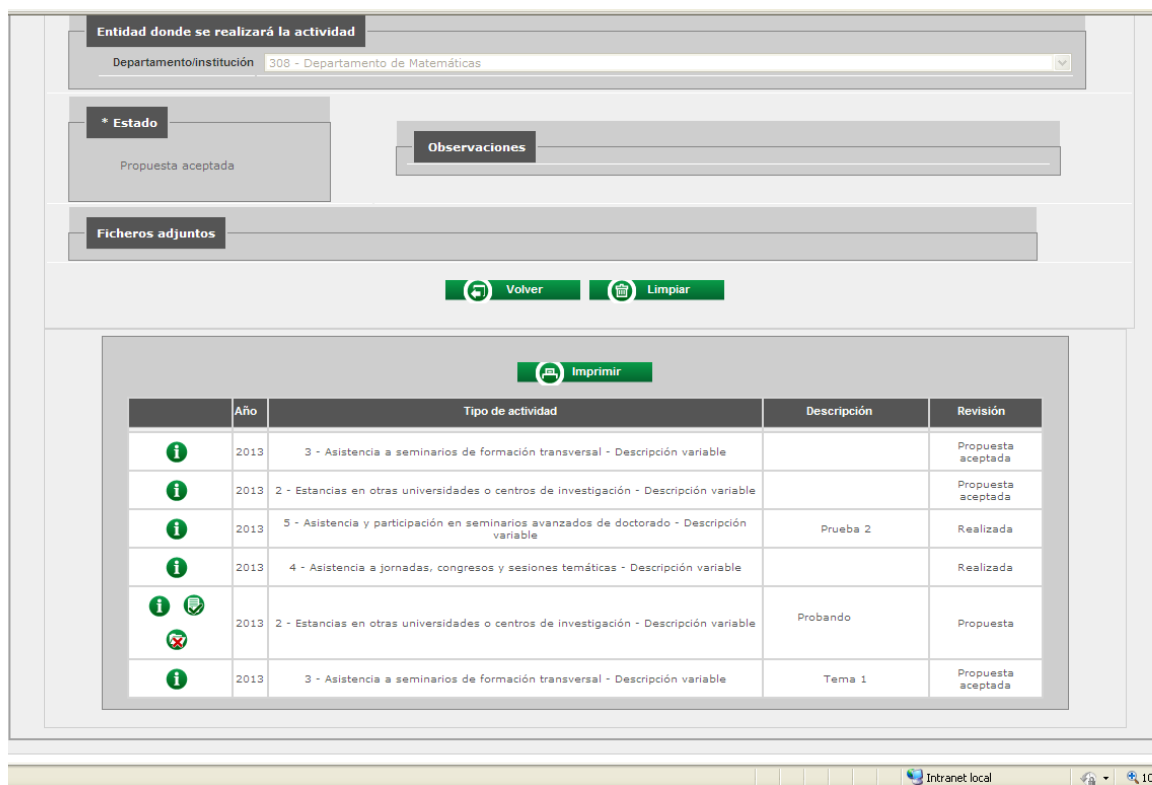 Entidad donde se realizará la actividad
Departamento/institución 308 - Departamento de Matemáticas
* Estado
Observaciones
Propuesta aceptada
Ficheros adjuntos
Volver Limpiar
Imprimir
Año Tipo de actividad Descripción Revisión
2013 3 - Asistencia a seminarios de formación transversal - Descripción variable Propuesta
aceptada
2013 2 - Estancias en otras universidades o centros de investigación - Descripción variable Propuesta
aceptada
2013 5 - Asistencia y participación en seminarios avanzados de doctorado - Descripción
variable Prueba 2 Realizada
2013 4 - Asistencia a jornadas, congresos y sesiones temáticas - Descripción variable Realizada
2013 2 - Estancias en otras universidades o centros de investigación - Descripción variable Probando Propuesta
2013 3 - Asistencia a seminarios de formación transversal - Descripción variable Tema 1 Propuesta
aceptada
Intranet local 10